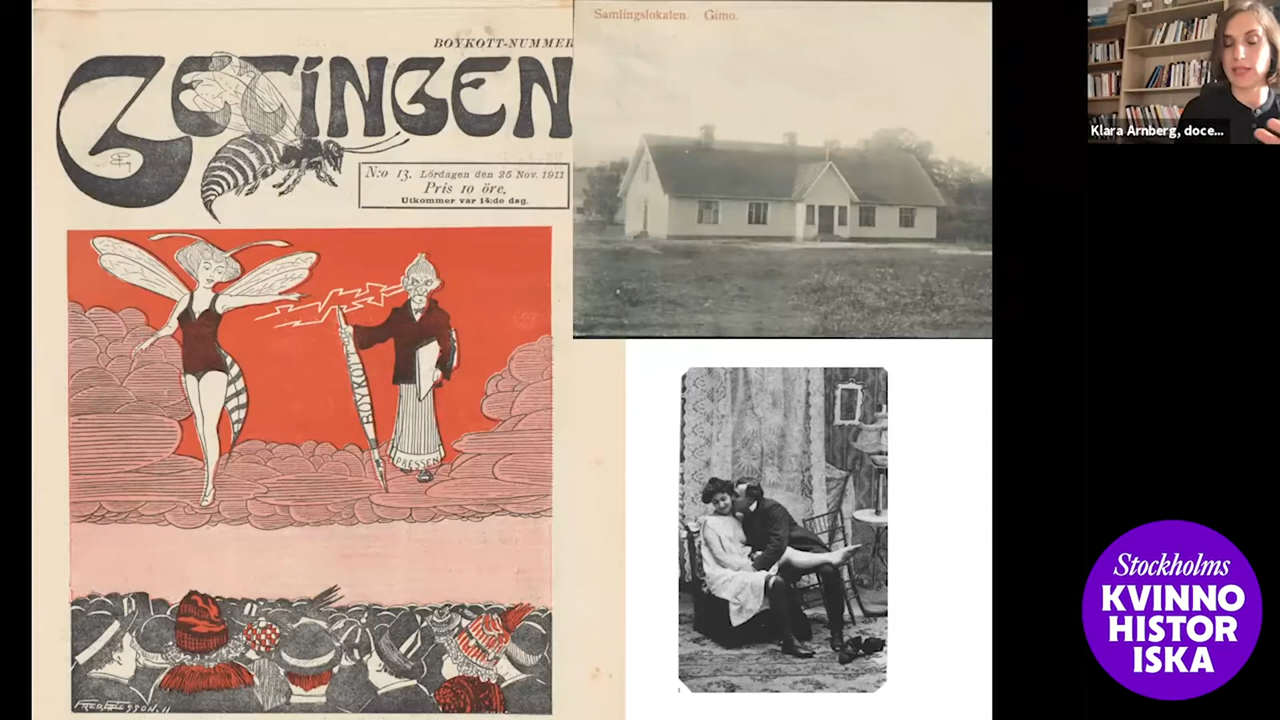 BOYKOTT-NUMMER
GETINGEN
N:o 13. Lördagen den 25 Nov. 1911
Pris 10 öre.
Utkommer var 14:de dag.
BOYKOTT
PRESSEN
Samlingslokalen. Gimo.
Klara Arnberg, doce...
Stockholms
KVINNO
HISTOR
ISKA